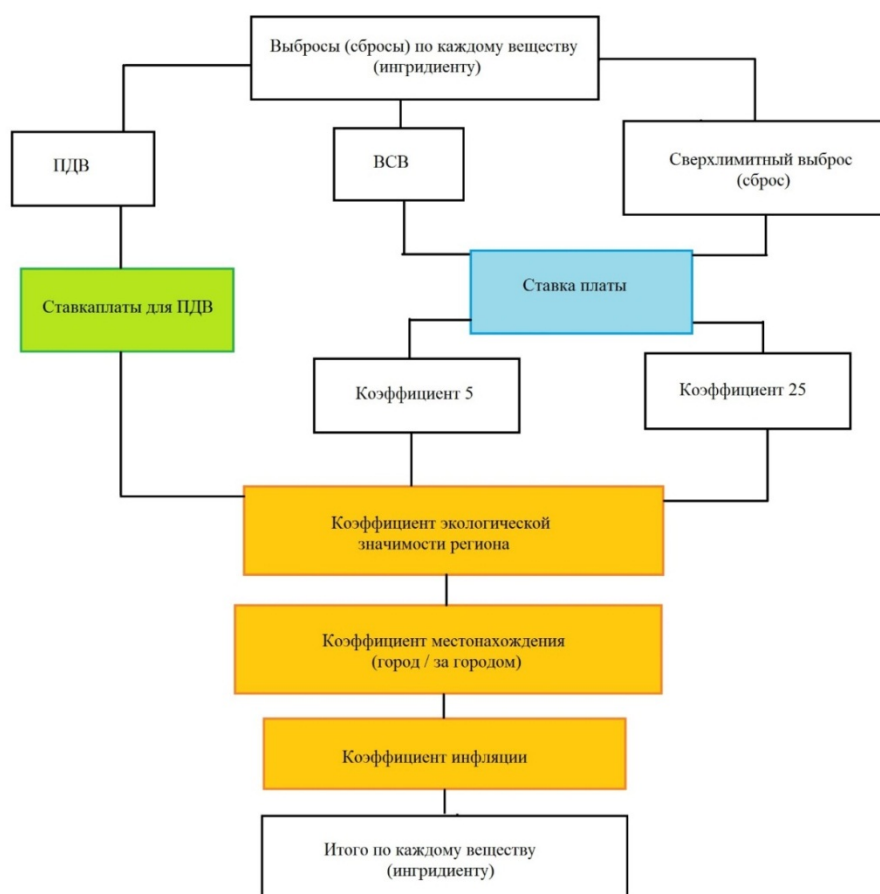 Выбросы (сбросы) по каждому веществу
(ингридиенту)
ПДВ
ВСВ
Сверхлимитный выброс
(сброс)
Ставкаплаты для ПДВ
Ставка платы
Коэффициент 5
Коэффициент 25
Коэффициент экологической
значимости региона
Коэффициент местонахождения
(город / за городом)
Коэффициент инфляции
Итого по каждому веществу
(ингридиенту)